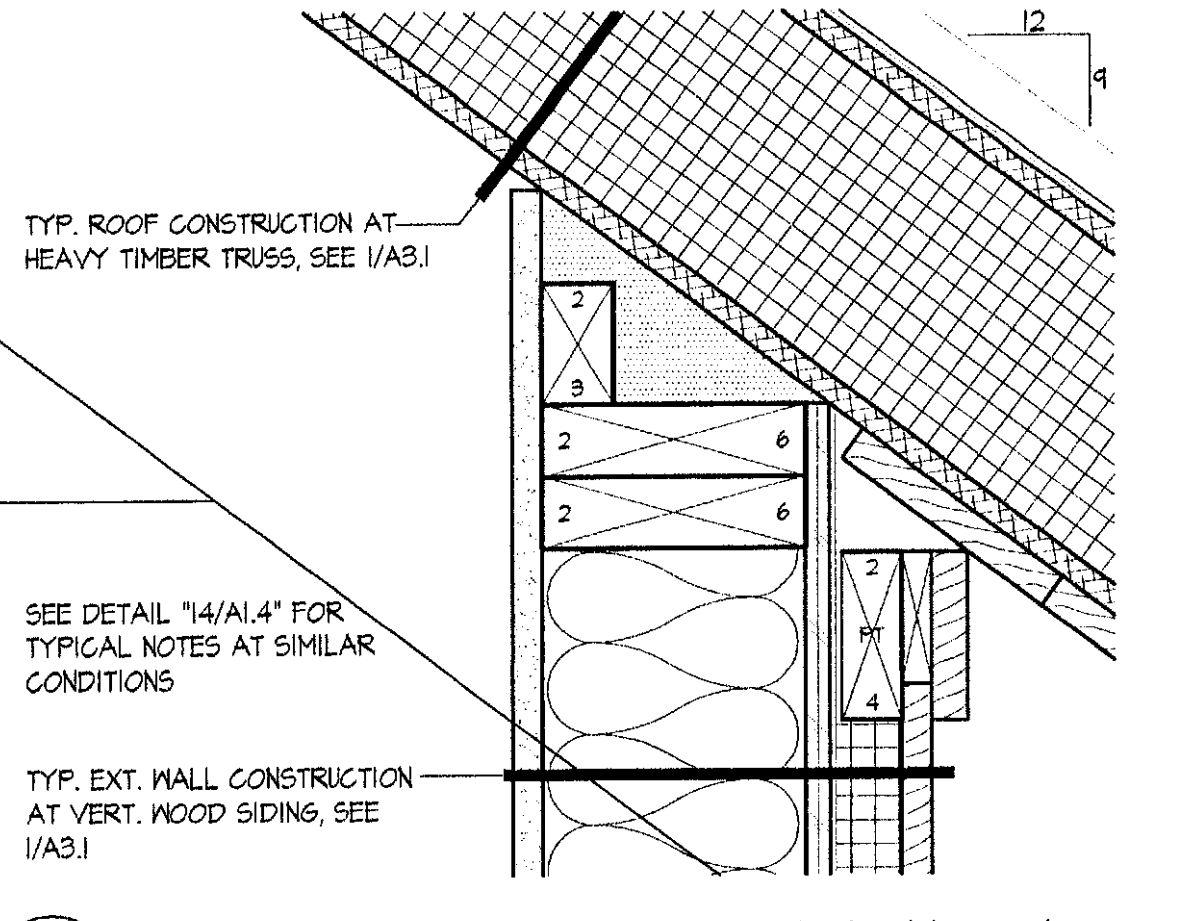 12
9
TYP. ROOF CONSTRUCTION AT
HEAVY TIMBER TRUSS, SEE 1/A3.1
2
3
2 6
2 6
2
PT
4
SEE DETAIL "14/A1.4" FOR
TYPICAL NOTES AT SIMILAR
CONDITIONS
TYP. EXT. WALL CONSTRUCTION
AT VERT. WOOD SIDING, SEE
1/A3.1